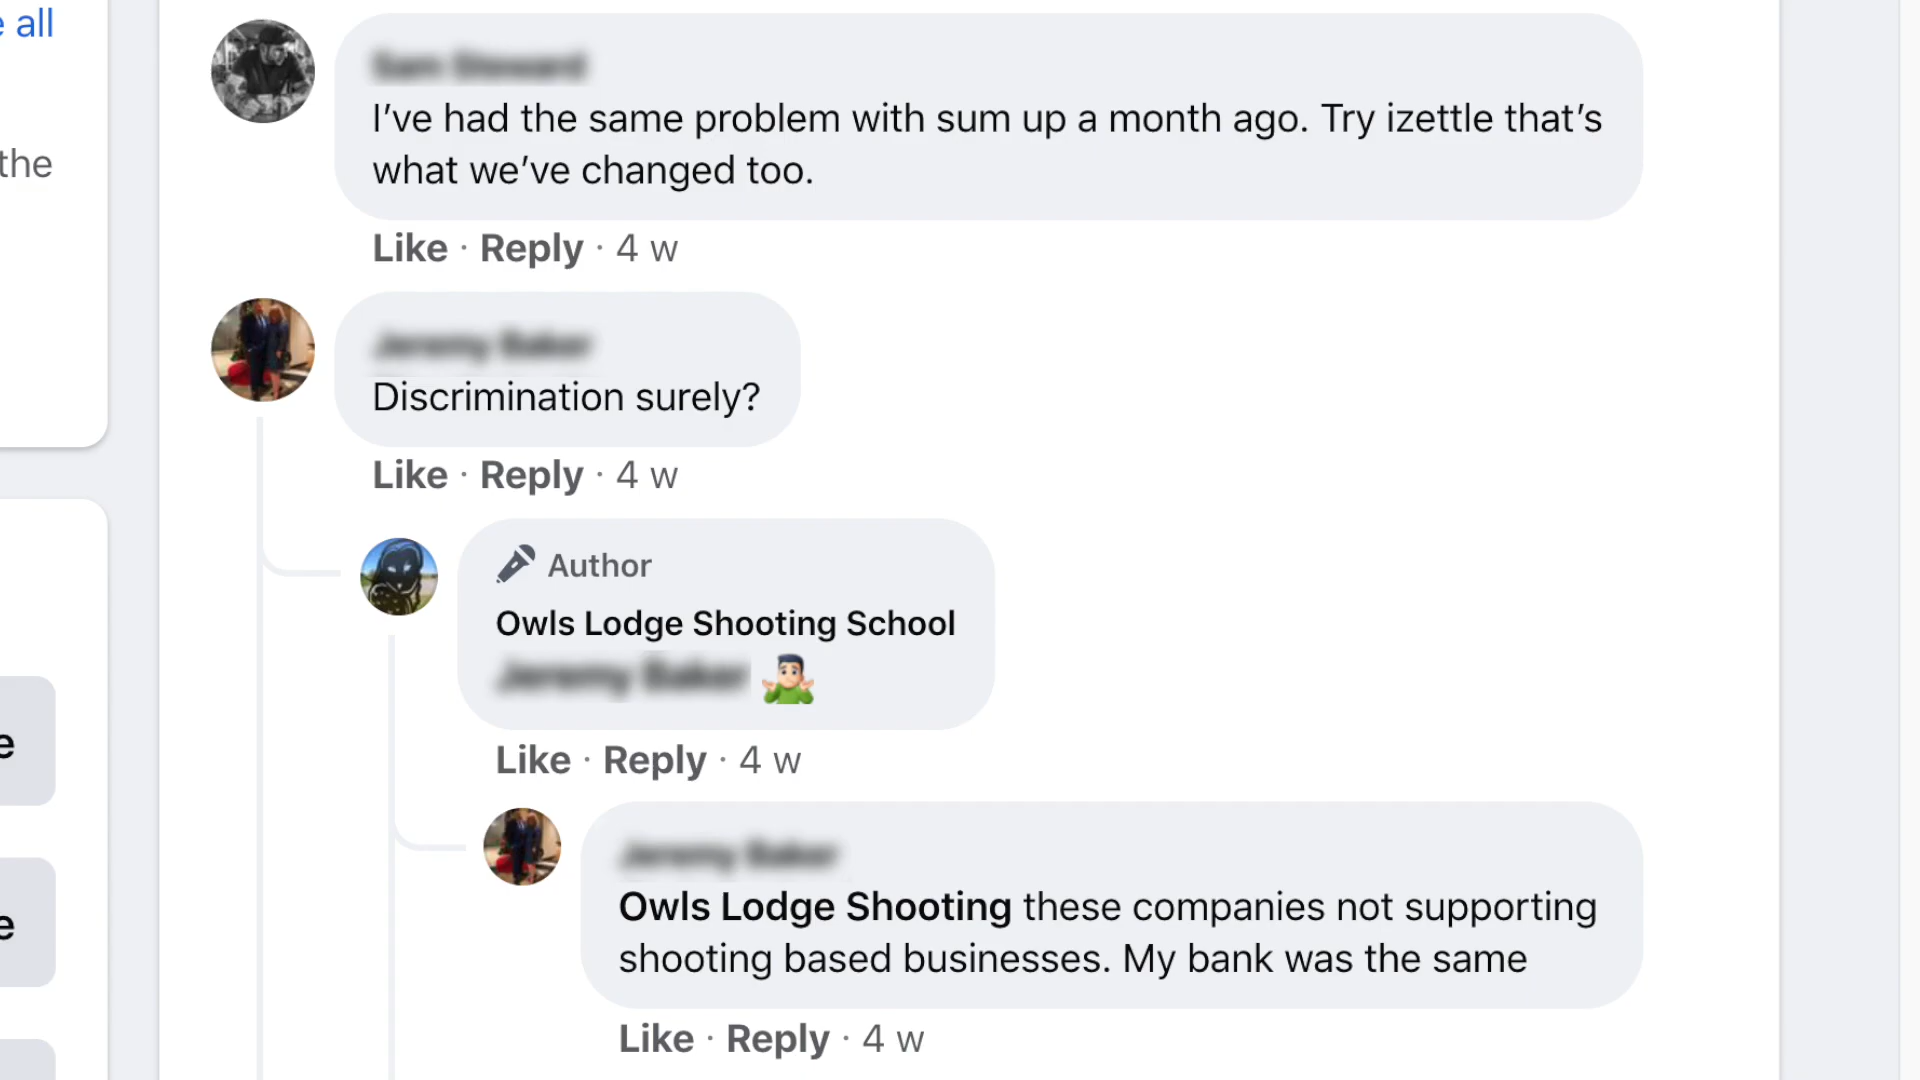 e all
the
I’ve had the same problem with sum up a month ago. Try izettle that’s
what we’ve changed too.
Like · Reply · 4 w
Discrimination surely?
Like · Reply · 4 w
Author
Owls Lodge Shooting School
Like · Reply · 4 w
Owls Lodge Shooting these companies not supporting
shooting based businesses. My bank was the same
Like · Reply · 4 w
e
e